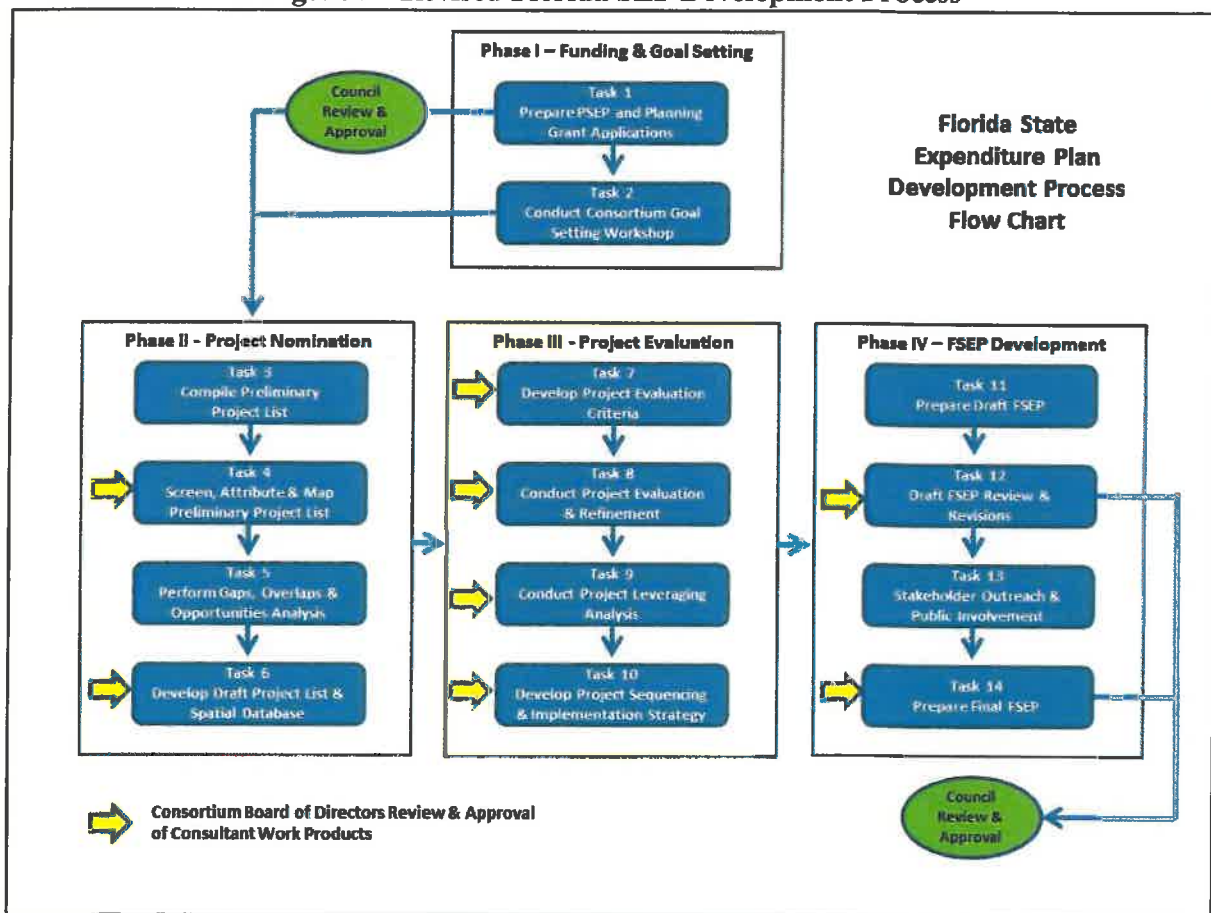 Revised Florida SEP Development Process
Phase I – Funding & Goal Setting
Council
Review &
Approval
Task 1
Prepare PSEP and Planning
Grant Applications
Task 2
Conduct Consortium Goal
Setting Workshop
Florida State
Expenditure Plan
Development Process
Flow Chart
Phase II - Project Nomination
Task 3
Compile Preliminary
Project List
Task 4
Screen, Attribute & Map
Preliminary Project List
Task 5
Perform Gaps, Overlaps &
Opportunities Analysis
Task 6
Develop Draft Project List &
Spatial Database
Phase III - Project Evaluation
Task 7
Develop Project Evaluation
Criteria
Task 8
Conduct Project Evaluation
& Refinement
Task 9
Conduct Project Leveraging
Analysis
Task 10
Develop Project Sequencing
& Implementation Strategy
Phase IV – FSEP Development
Task 11
Prepare Draft FSEP
Task 12
Draft FSEP Review &
Revisions
Task 13
Stakeholder Outreach &
Public Involvement
Task 14
Prepare Final FSEP
Consortium Board of Directors Review & Approval
of Consultant Work Products
Council
Review &
Approval